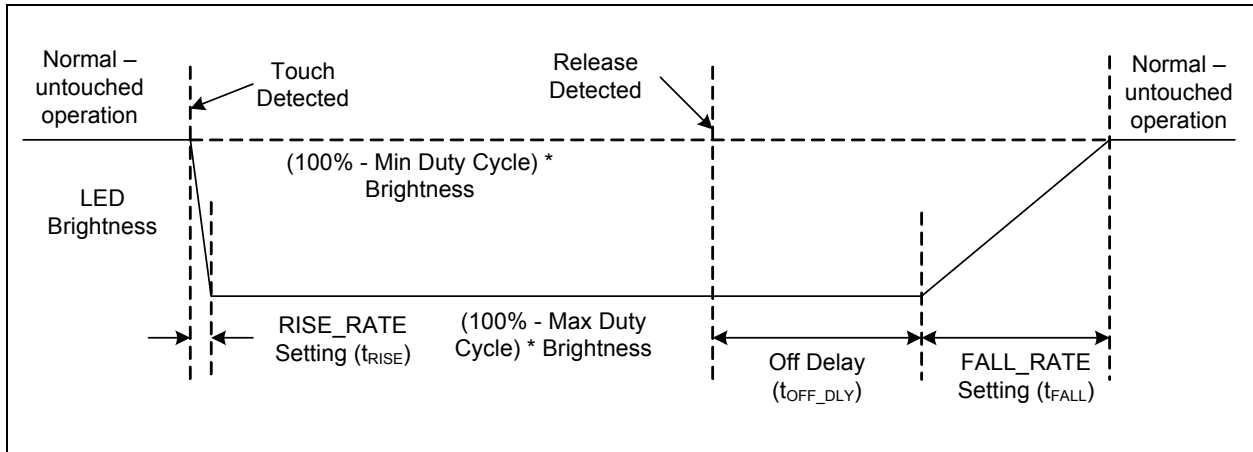 Normal –
untouched
operation
Touch
Detected
Release
Detected
Normal –
untouched
operation
(100% - Min Duty Cycle) *
Brightness
LED
Brightness
RISE_RATE
Setting (tRISE)
(100% - Max Duty
Cycle) * Brightness
Off Delay
(tOFF_DLY)
FALL_RATE
Setting (tFALL)